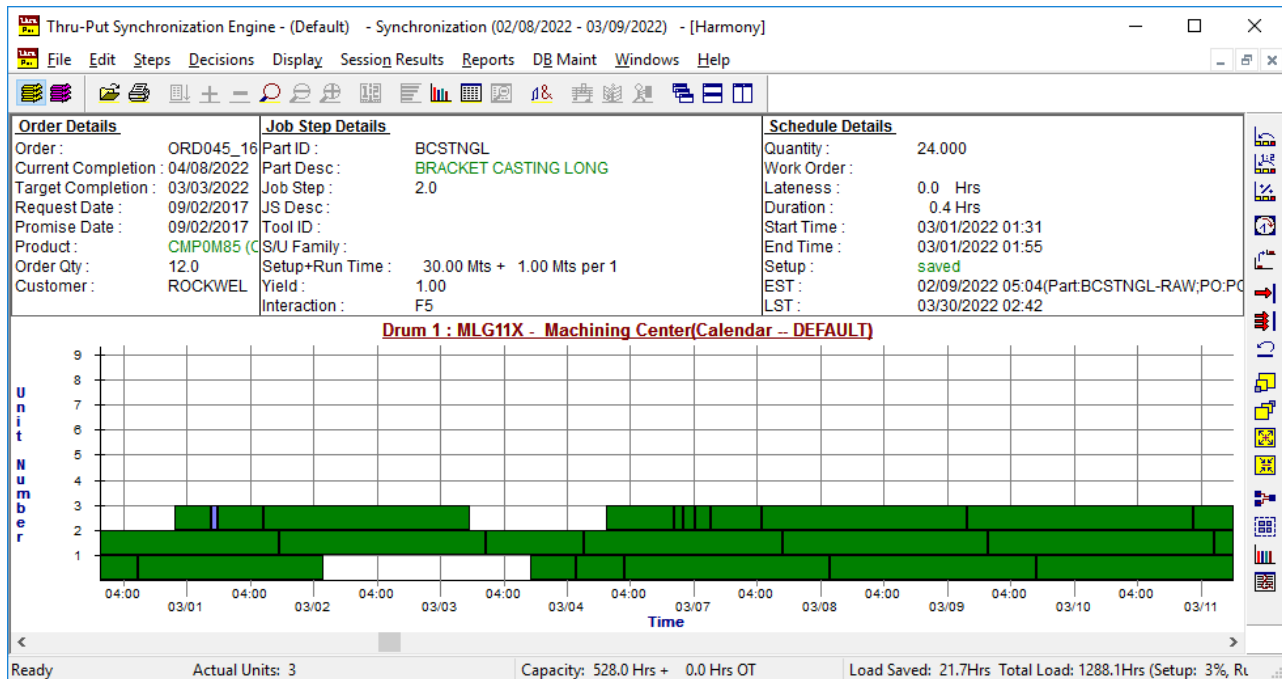 Thru-Put Synchronization Engine - (Default) - Synchronization (02/08/2022 - 03/09/2022) - [Harmony]
File Edit Steps Decisions Display Session Results Reports DB Maint Windows Help
Order Details
Order : ORD045_16
Current Completion : 04/08/2022
Target Completion : 03/03/2022
Request Date : 09/02/2017
Promise Date : 09/02/2017
Product : CMP0M85 (C
Order Qty : 12.0
Customer : ROCKWEL
Job Step Details
Part ID : BCSTNGL
Part Desc : BRACKET CASTING LONG
Job Step : 2.0
JS Desc :
Tool ID :
S/U Family :
Setup+Run Time : 30.00 Mts + 1.00 Mts per 1
Yield : 1.00
Interaction : F5
Schedule Details
Quantity : 24.000
Work Order :
Lateness : 0.0 Hrs
Duration : 0.4 Hrs
Start Time : 03/01/2022 01:31
End Time : 03/01/2022 01:55
Setup : saved
EST : 02/09/2022 05:04(Part:BCSTNGL-RAW;PO:PC
LST : 03/30/2022 02:42
Drum 1 : MLG11X - Machining Center(Calendar -- DEFAULT)
Unit Number
9
8
7
6
5
4
3
2
1
04:00 04:00 04:00 04:00 04:00 04:00 04:00 04:00 04:00
03/01 03/02 03/03 03/04 03/07 03/08 03/09 03/10 03/11
Time
Ready Actual Units: 3 Capacity: 528.0 Hrs + 0.0 Hrs OT Load Saved: 21.7Hrs Total Load: 1288.1Hrs (Setup: 3%, Ru